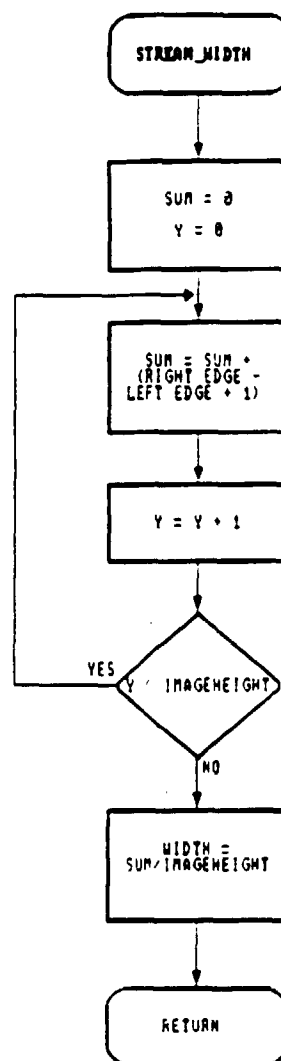 STREAM_WIDTH
SUM = 0
Y = 0
SUM = SUM +
(RIGHT EDGE -
LEFT EDGE + 1)
Y = Y + 1
YES
Y IMAGEHEIGHT
NO
WIDTH =
SUM/IMAGEHEIGHT
RETURN